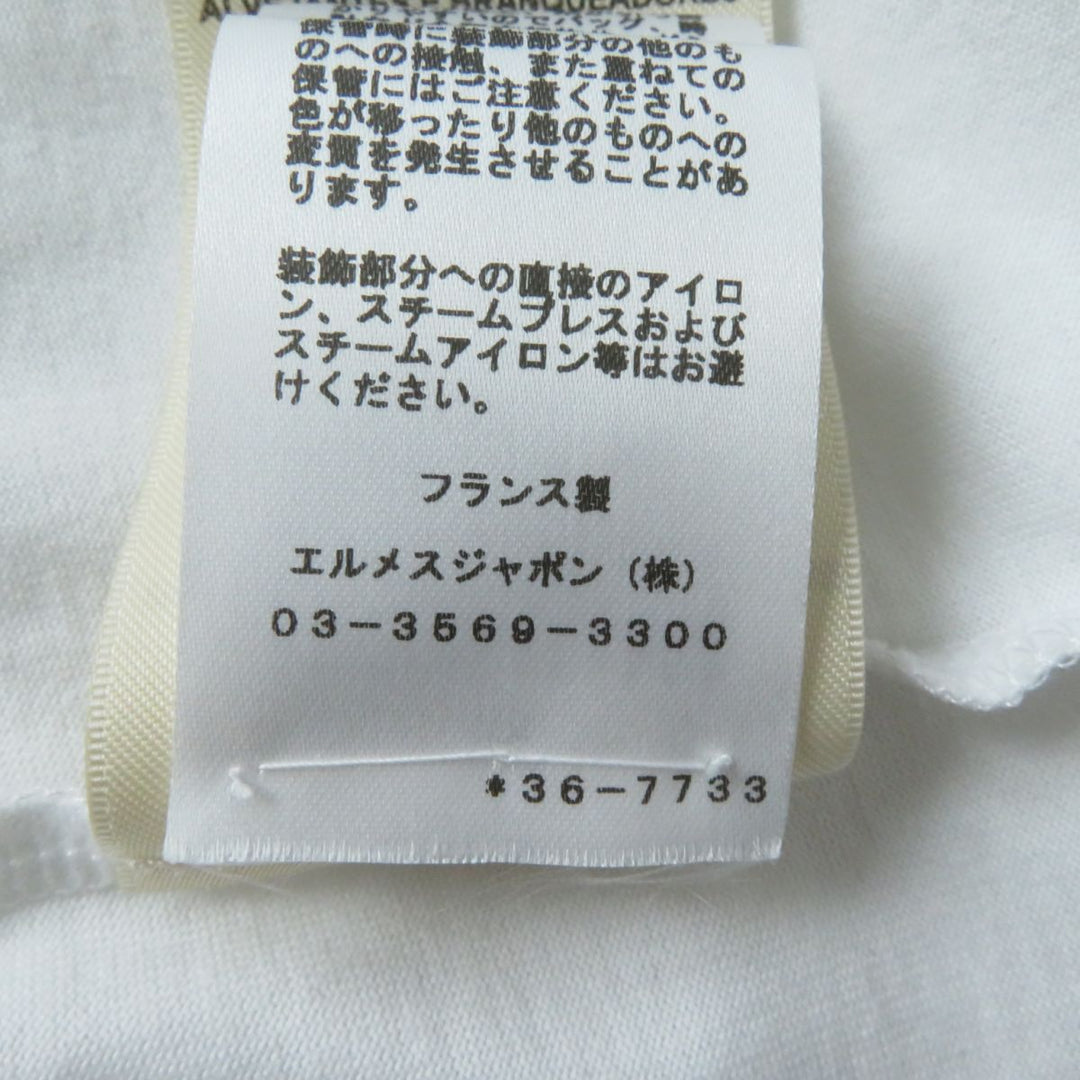 保管時に装飾部分の他のもの
への接触、また重ねての
保管にはご注意ください。
色が移ったり他のものへの
変質を発生させることがあ
ります。
装飾部分への直接のアイロ
ン、スチームプレスおよび
スチームアイロン等はお避
けください。
フランス製
エルメスジャポン（株）
03-3569-3300
*36-7733